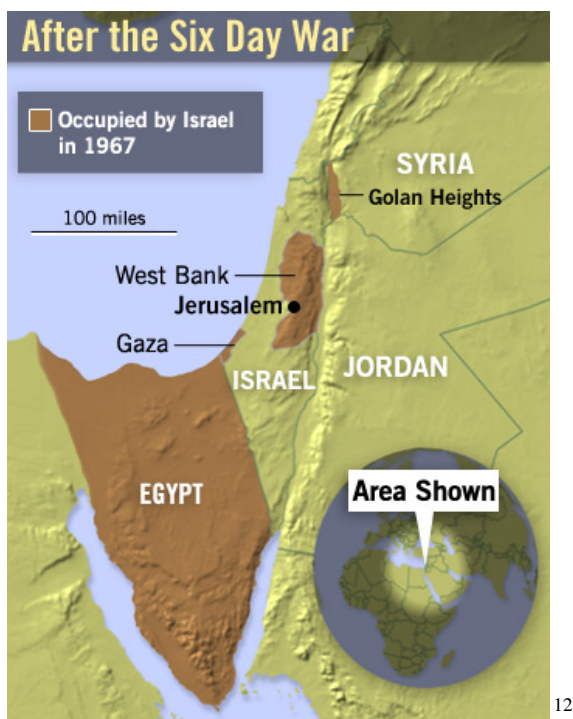 After the Six Day War
Occupied by Israel
in 1967
SYRIA
Golan Heights
100 miles
West Bank
Jerusalem
Gaza
ISRAEL
JORDAN
EGYPT
Area Shown
12